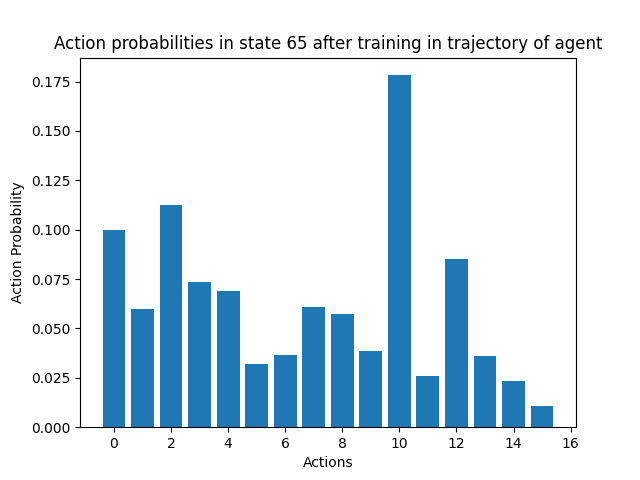 Action probabilities in state 65 after training in trajectory of agent
0.175
0.150
0.125
0.100
0.075
0.050
0.025
0.000
Action Probability
0 2 4 6 8 10 12 14 16
Actions